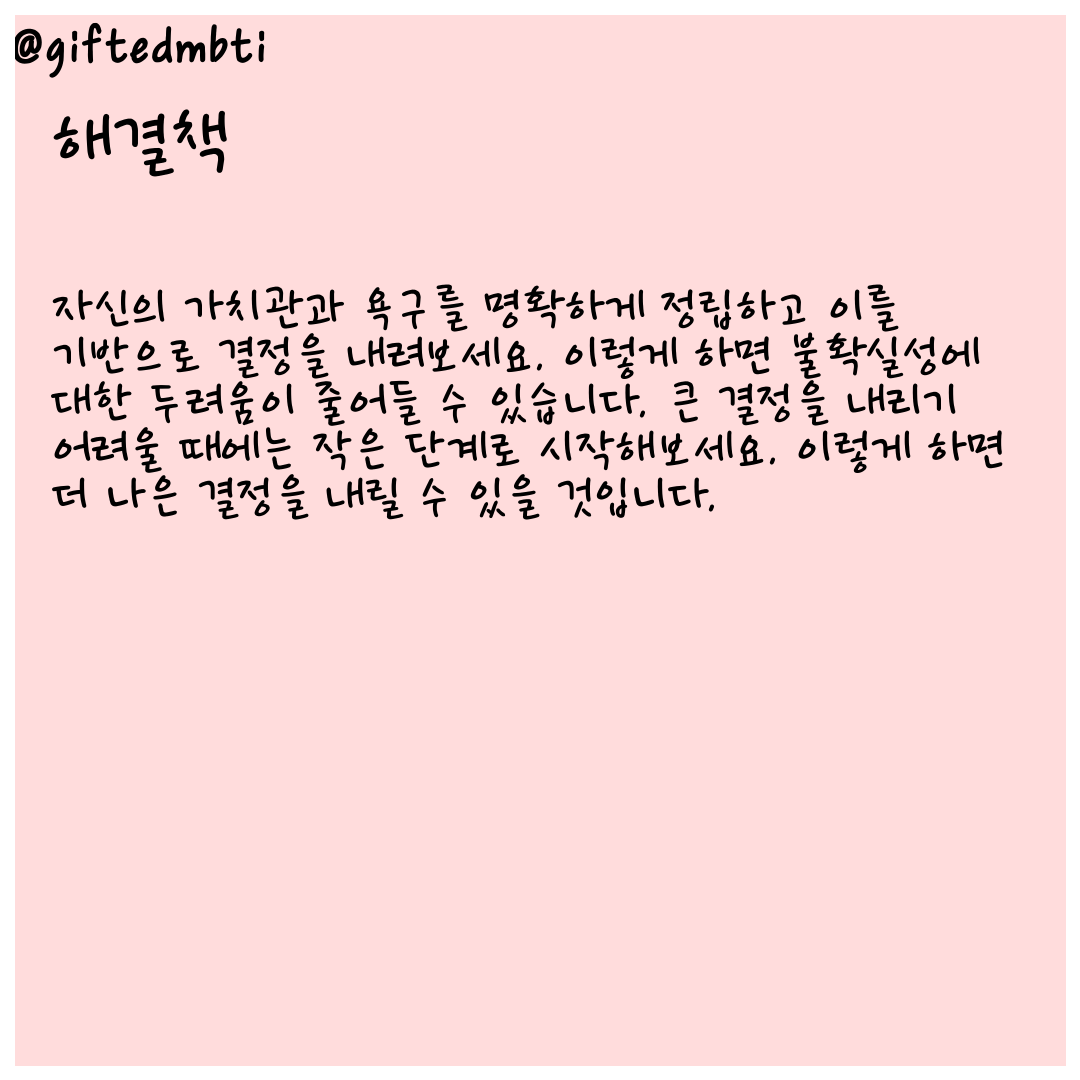 @giftedmbti
해결책
자신의 가치관과 욕구를 명확하게 정립하고 이를
기반으로 결정을 내려보세요. 이렇게 하면 불확실성에
대한 두려움이 줄어들 수 있습니다. 큰 결정을 내리기
어려울 때에는 작은 단계로 시작해보세요. 이렇게 하면
더 나은 결정을 내릴 수 있을 것입니다.